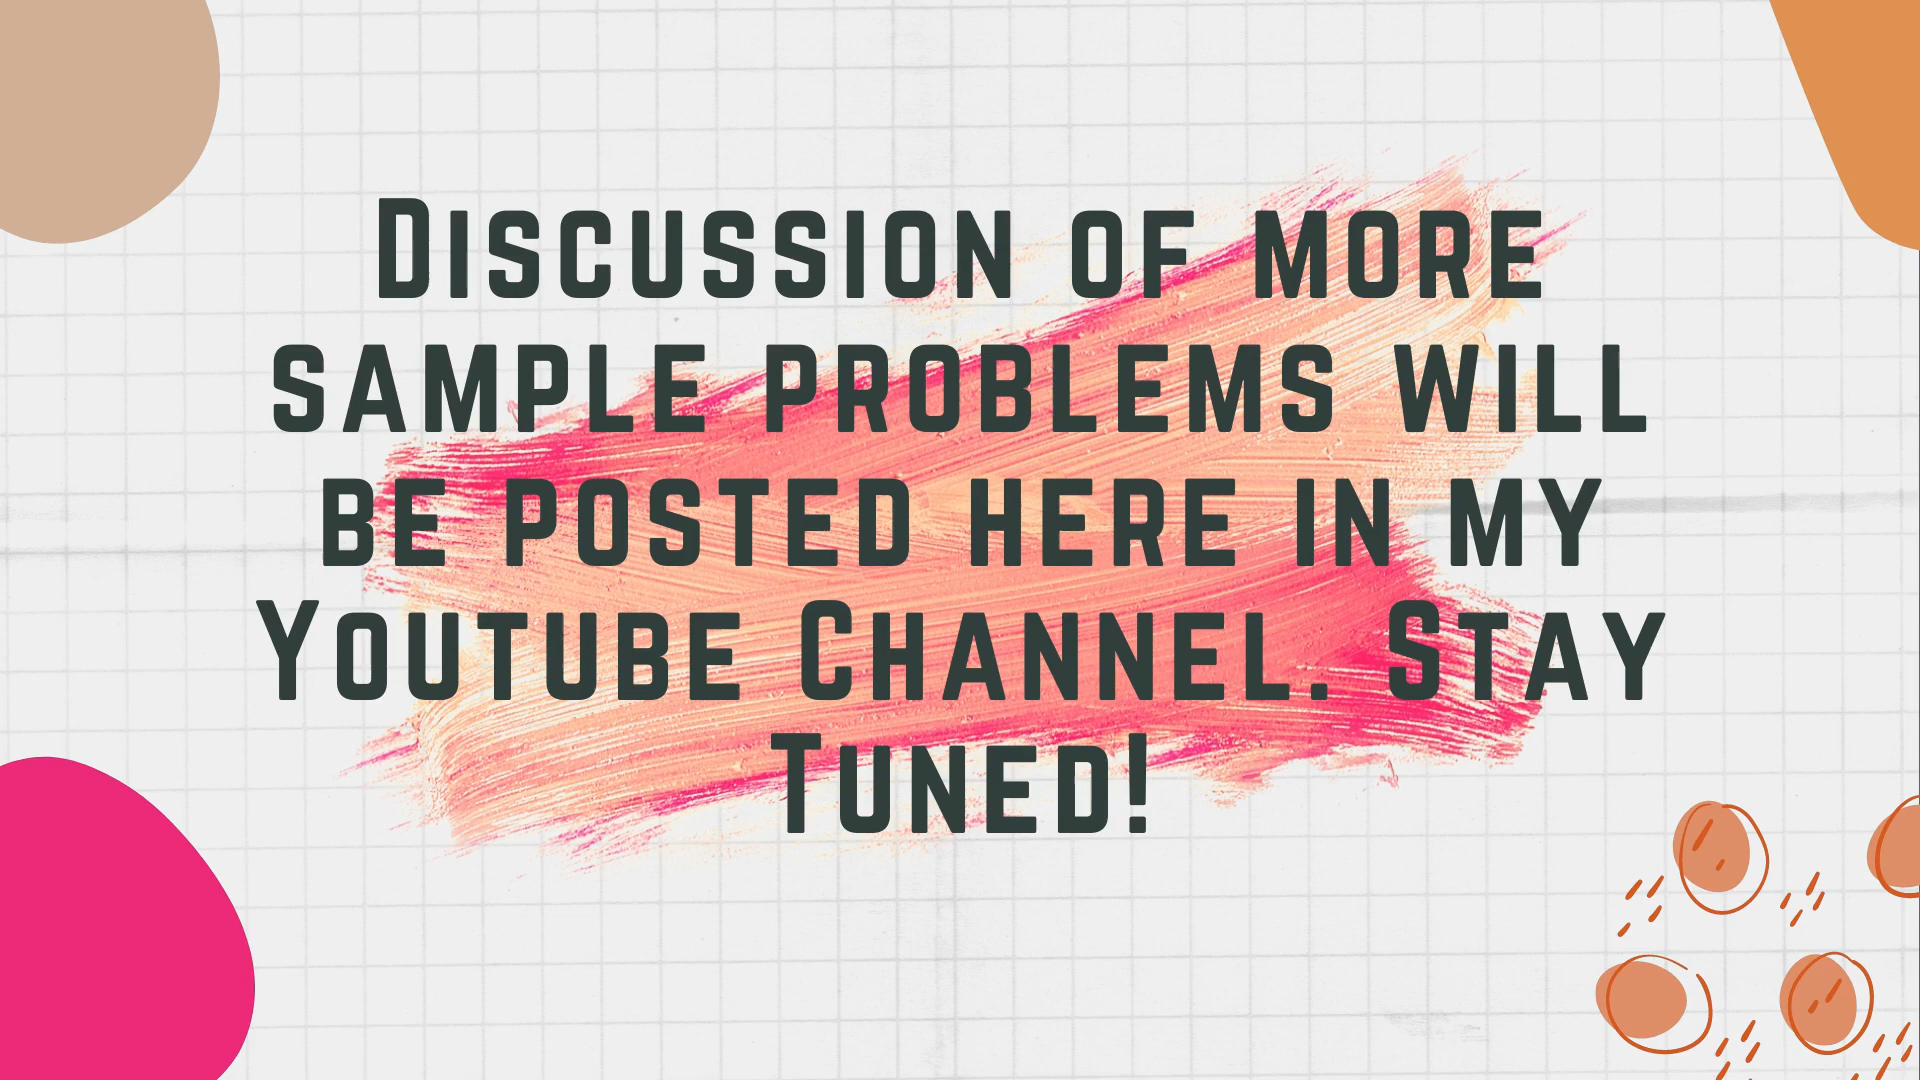 Discussion of more
sample problems will
be posted here in my
Youtube Channel. Stay
Tuned!